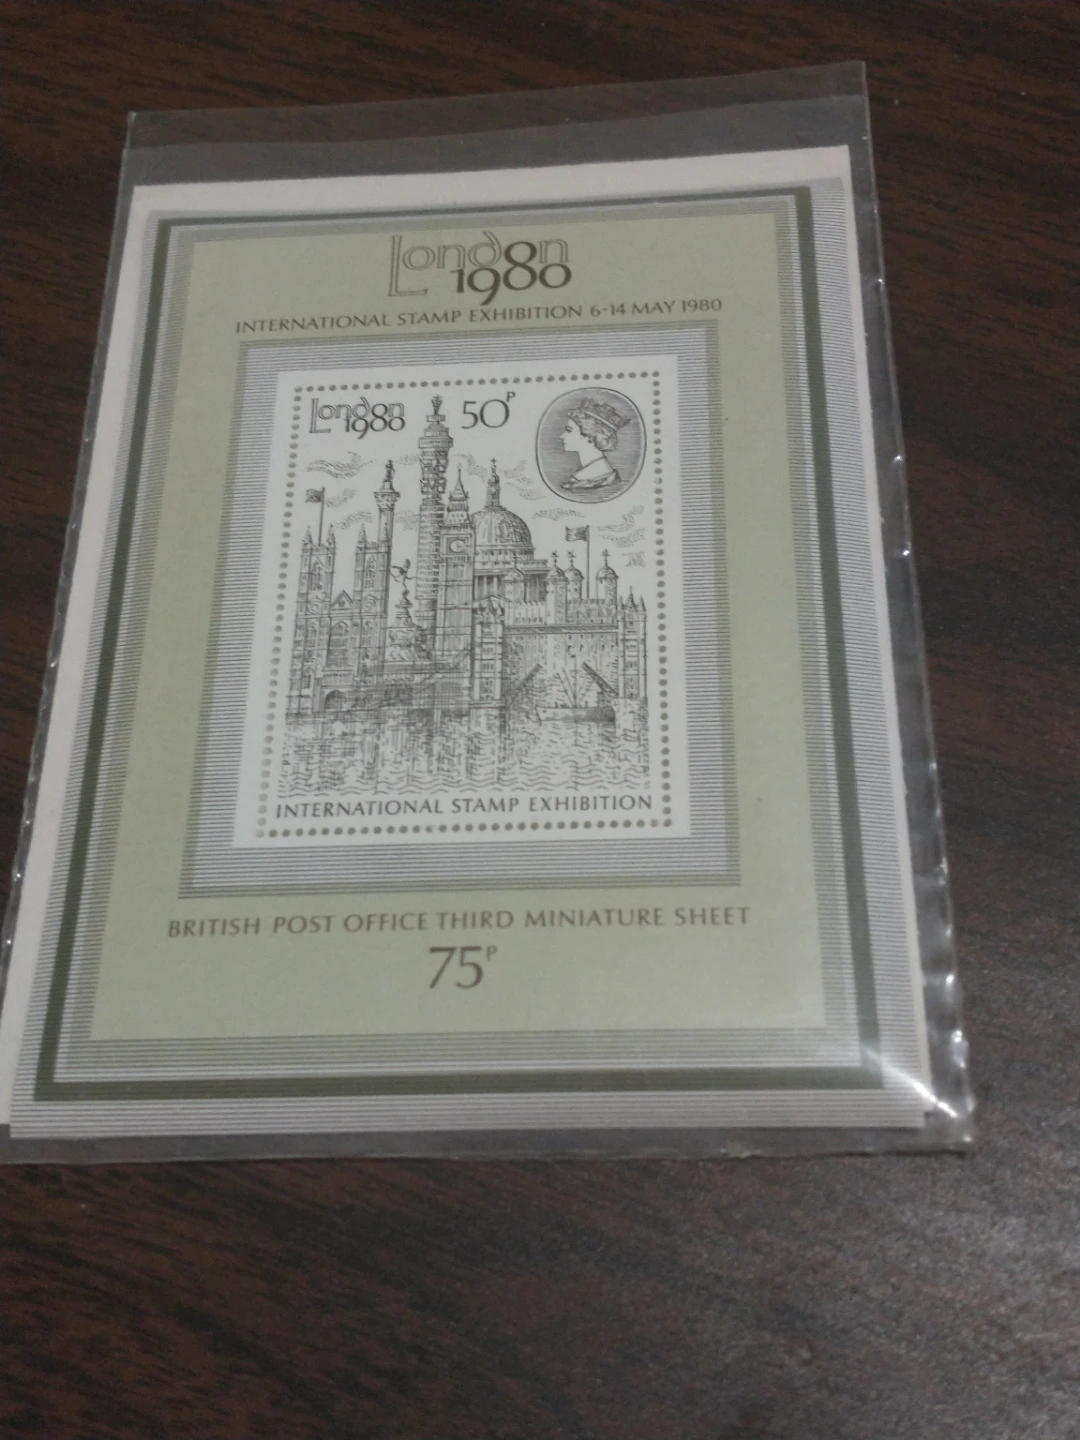 London
1980
INTERNATIONAL STAMP EXHIBITION 6-14 MAY 1980
London
1980
50P
INTERNATIONAL STAMP EXHIBITION
BRITISH POST OFFICE THIRD MINIATURE SHEET
75P